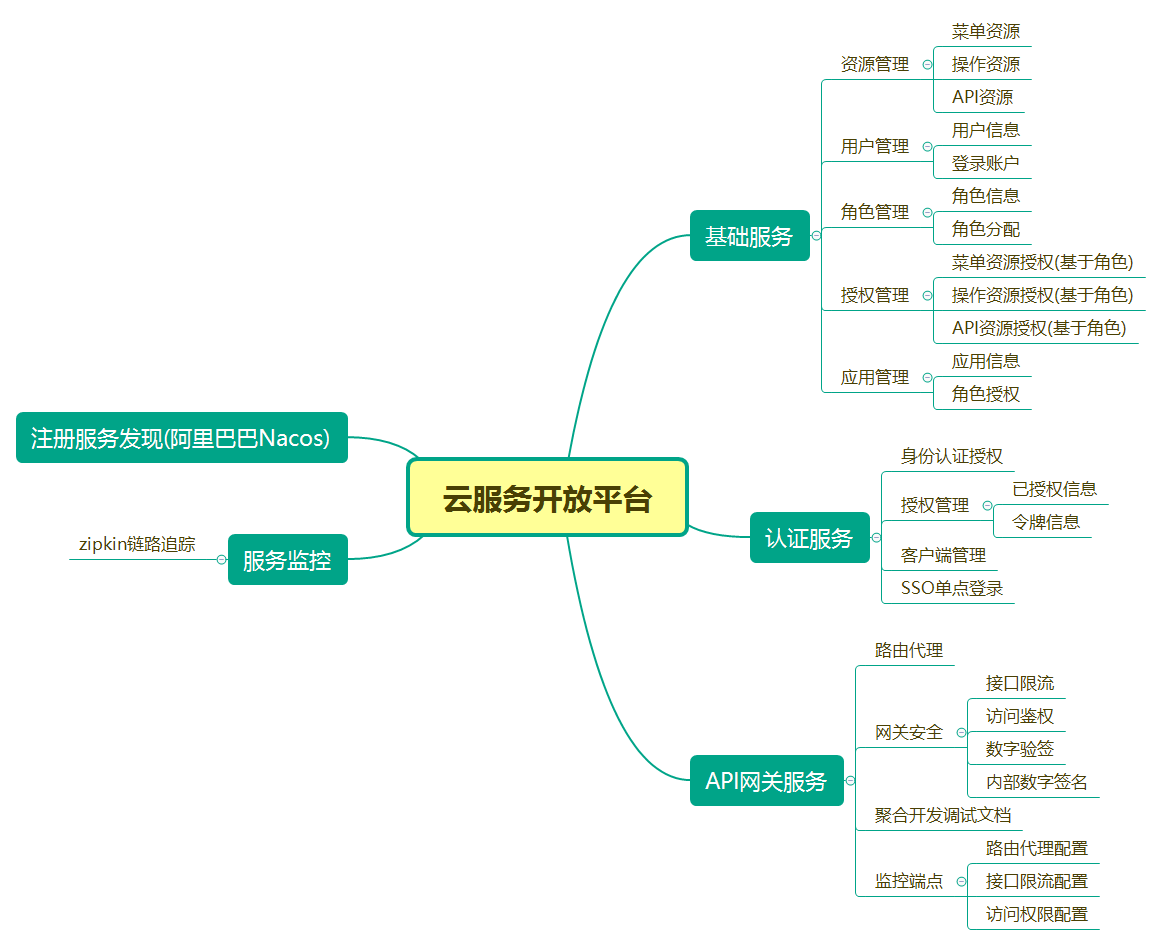 云服务开放平台
基础服务
资源管理
菜单资源
操作资源
API资源
用户管理
用户信息
登录账户
角色管理
角色信息
角色分配
授权管理
菜单资源授权(基于角色)
操作资源授权(基于角色)
API资源授权(基于角色)
应用管理
应用信息
角色授权
认证服务
身份认证授权
授权管理
已授权信息
令牌信息
客户端管理
SSO单点登录
API网关服务
路由代理
网关安全
接口限流
访问鉴权
数字验签
内部数字签名
聚合开发调试文档
监控端点
路由代理配置
接口限流配置
访问权限配置
注册服务发现(阿里巴巴Nacos)
服务监控
zipkin链路追踪